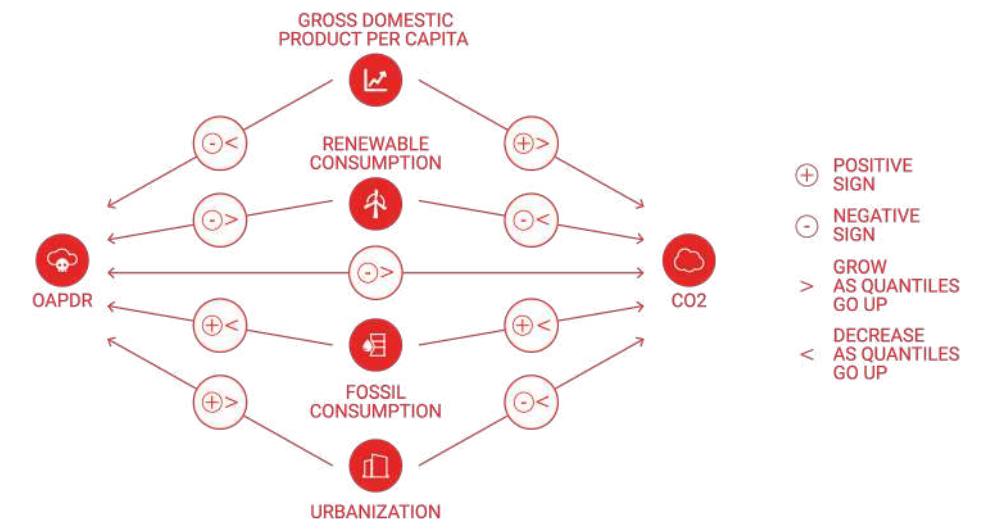 GROSS DOMESTIC
PRODUCT PER CAPITA
-<
+>
RENEWABLE
CONSUMPTION
->
-<
OAPDR
->
CO2
+<
+<
FOSSIL
CONSUMPTION
+>
-<
URBANIZATION
+ POSITIVE
SIGN
- NEGATIVE
SIGN
GROW
> AS QUANTILES
GO UP
DECREASE
< AS QUANTILES
GO UP